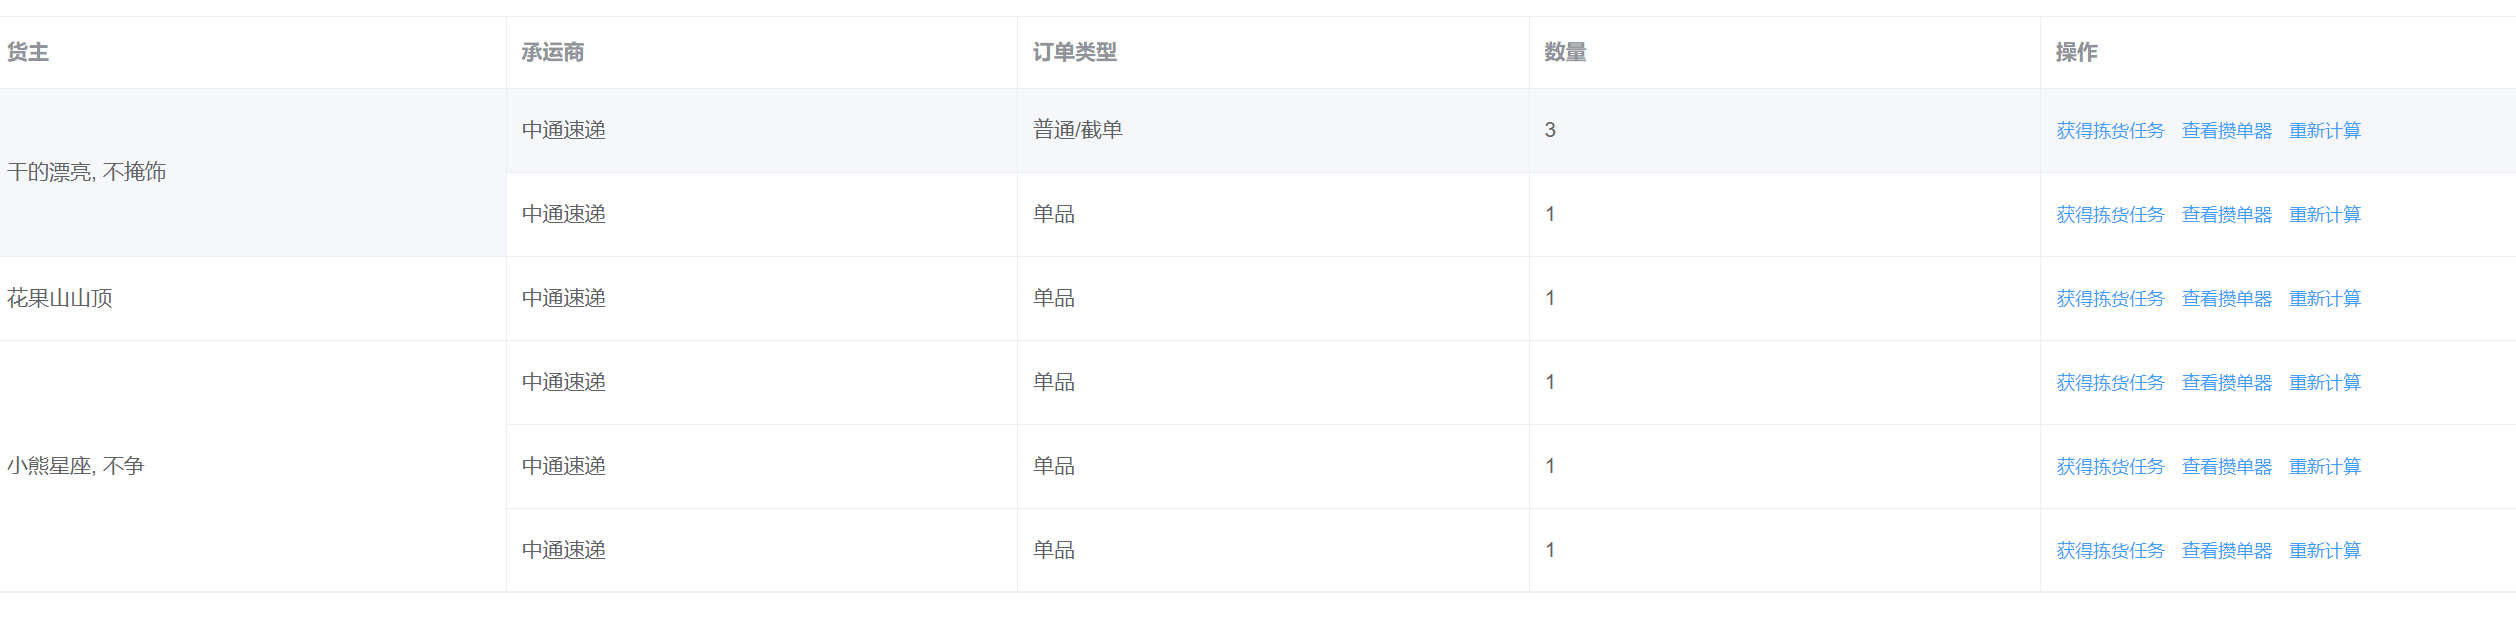 货主 承运商 订单类型 数量 操作
中通速递 普通/截单 3 获得拣货任务 查看攒单器 重新计算
干的漂亮, 不掩饰
中通速递 单品 1 获得拣货任务 查看攒单器 重新计算
花果山山顶 中通速递 单品 1 获得拣货任务 查看攒单器 重新计算
中通速递 单品 1 获得拣货任务 查看攒单器 重新计算
小熊星座, 不争 中通速递 单品 1 获得拣货任务 查看攒单器 重新计算
中通速递 单品 1 获得拣货任务 查看攒单器 重新计算